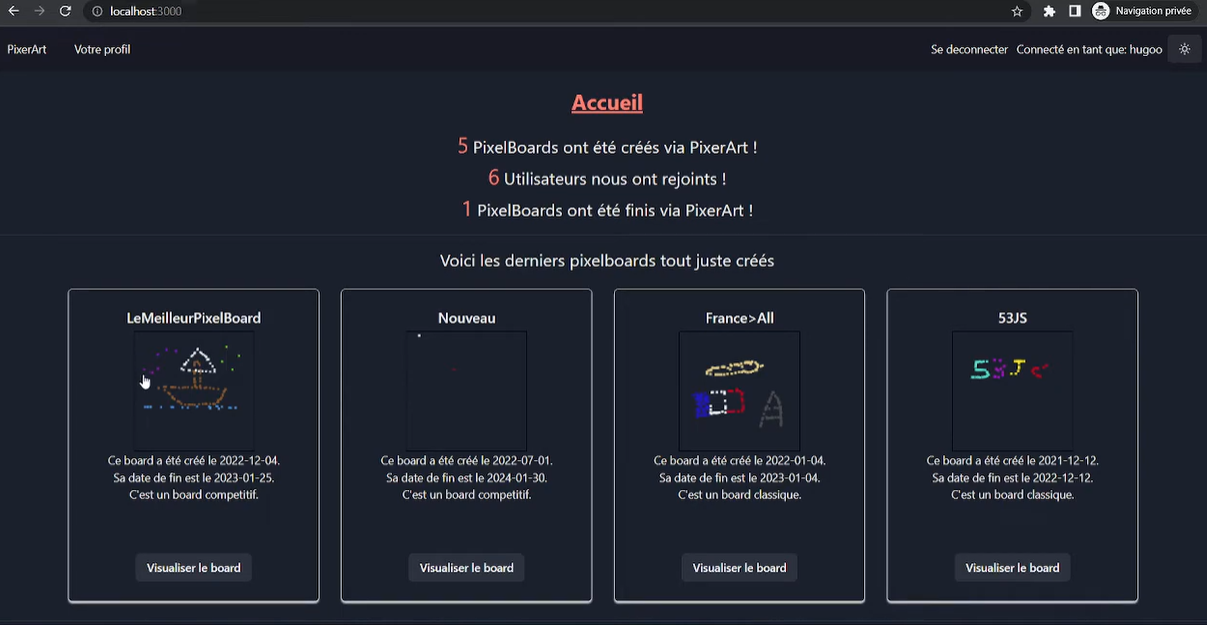 localhost:3000
Navigation privée
PixerArt Votre profil Se deconnecter Connecté en tant que: hugoo
Accueil
5 PixelBoards ont été créés via PixerArt !
6 Utilisateurs nous ont rejoints !
1 PixelBoards ont été finis via PixerArt !
Voici les derniers pixelboards tout juste créés
LeMeilleurPixelBoard
Ce board a été créé le 2022-12-04.
Sa date de fin est le 2023-01-25.
C'est un board competitif.
Visualiser le board
Nouveau
Ce board a été créé le 2022-07-01.
Sa date de fin est le 2024-01-30.
C'est un board competitif.
Visualiser le board
France>All
A
Ce board a été créé le 2022-01-04.
Sa date de fin est le 2023-01-04.
C'est un board classique.
Visualiser le board
53JS
Ce board a été créé le 2021-12-12.
Sa date de fin est le 2022-12-12.
C'est un board classique.
Visualiser le board